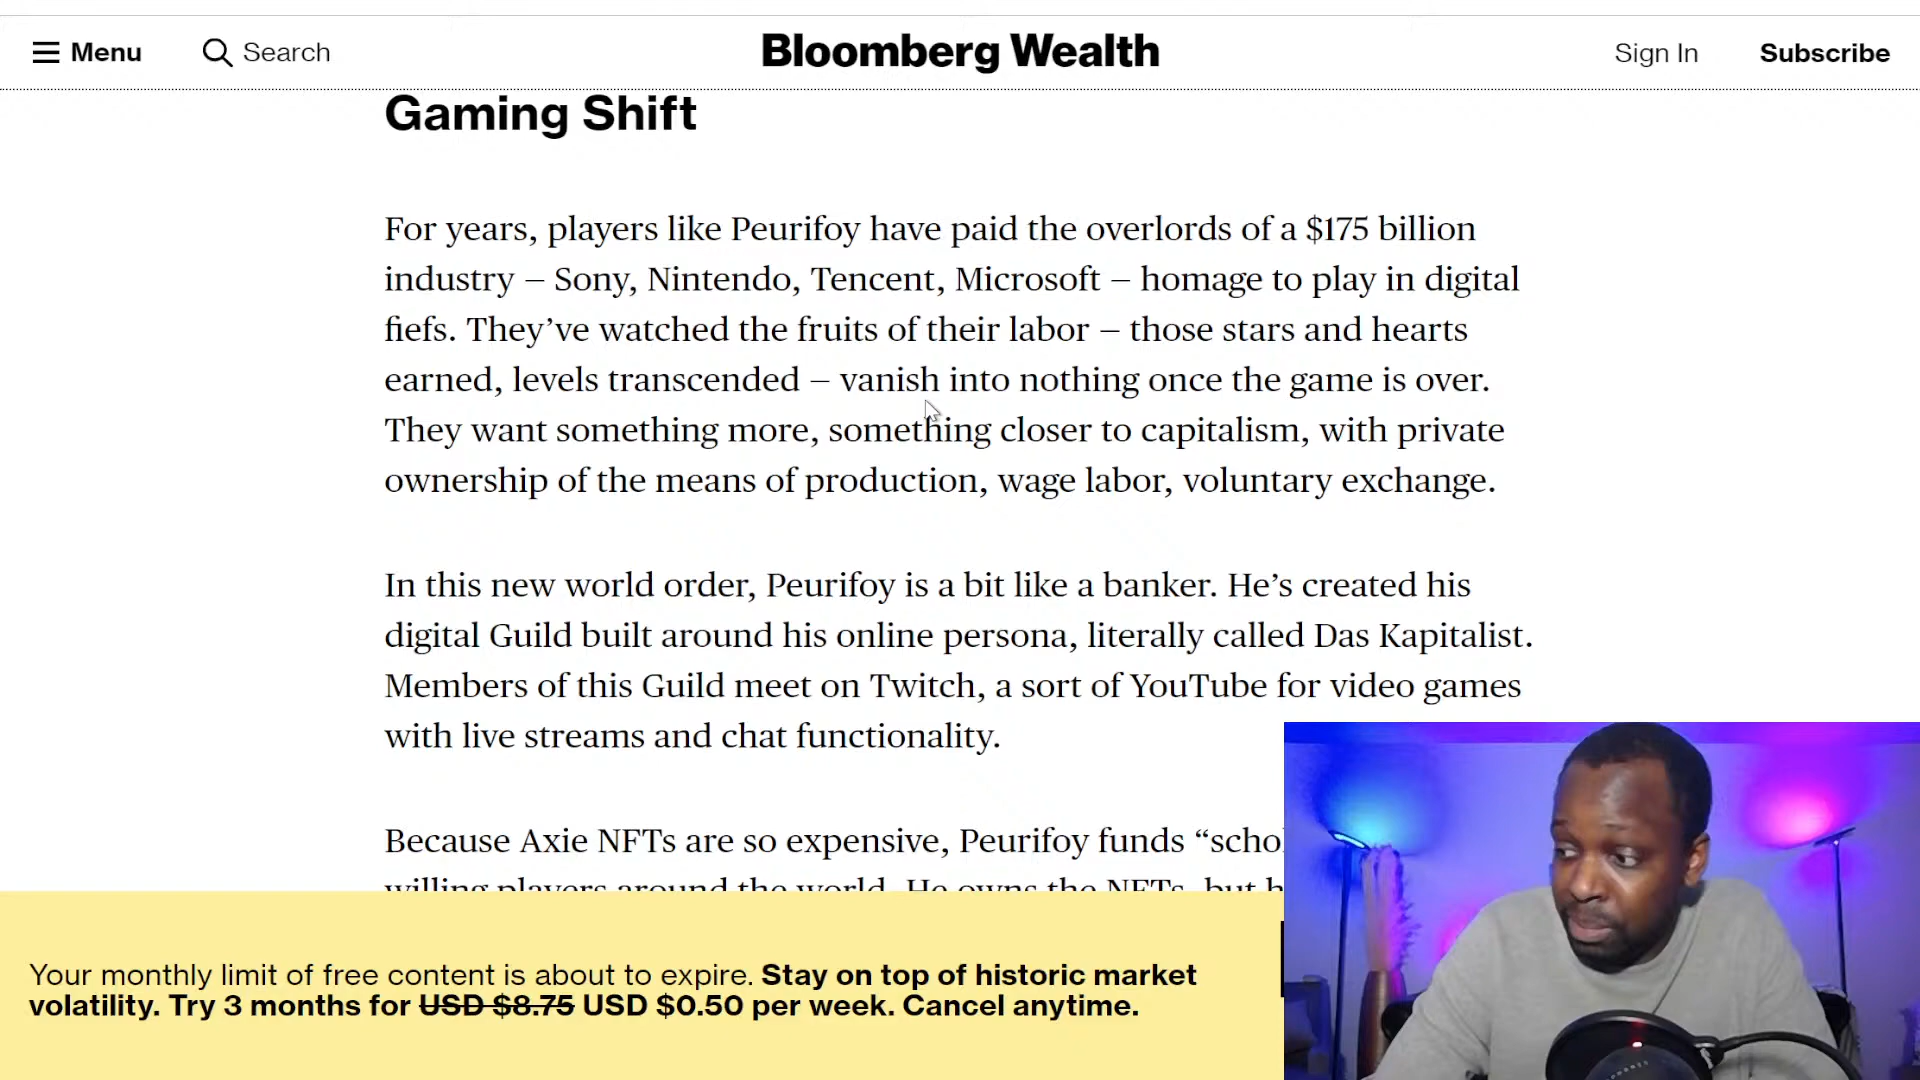 Menu
Search
Bloomberg Wealth
Sign In
Subscribe
Gaming Shift
For years, players like Peurifoy have paid the overlords of a $175 billion
industry – Sony, Nintendo, Tencent, Microsoft – homage to play in digital
fiefs. They’ve watched the fruits of their labor – those stars and hearts
earned, levels transcended – vanish into nothing once the game is over.
They want something more, something closer to capitalism, with private
ownership of the means of production, wage labor, voluntary exchange.
In this new world order, Peurifoy is a bit like a banker. He’s created his
digital Guild built around his online persona, literally called Das Kapitalist.
Members of this Guild meet on Twitch, a sort of YouTube for video games
with live streams and chat functionality.
Because Axie NFTs are so expensive, Peurifoy funds “scho
willing players around the world. He owns the NFTs, but h
Your monthly limit of free content is about to expire. Stay on top of historic market
volatility. Try 3 months for USD $8.75 USD $0.50 per week. Cancel anytime.